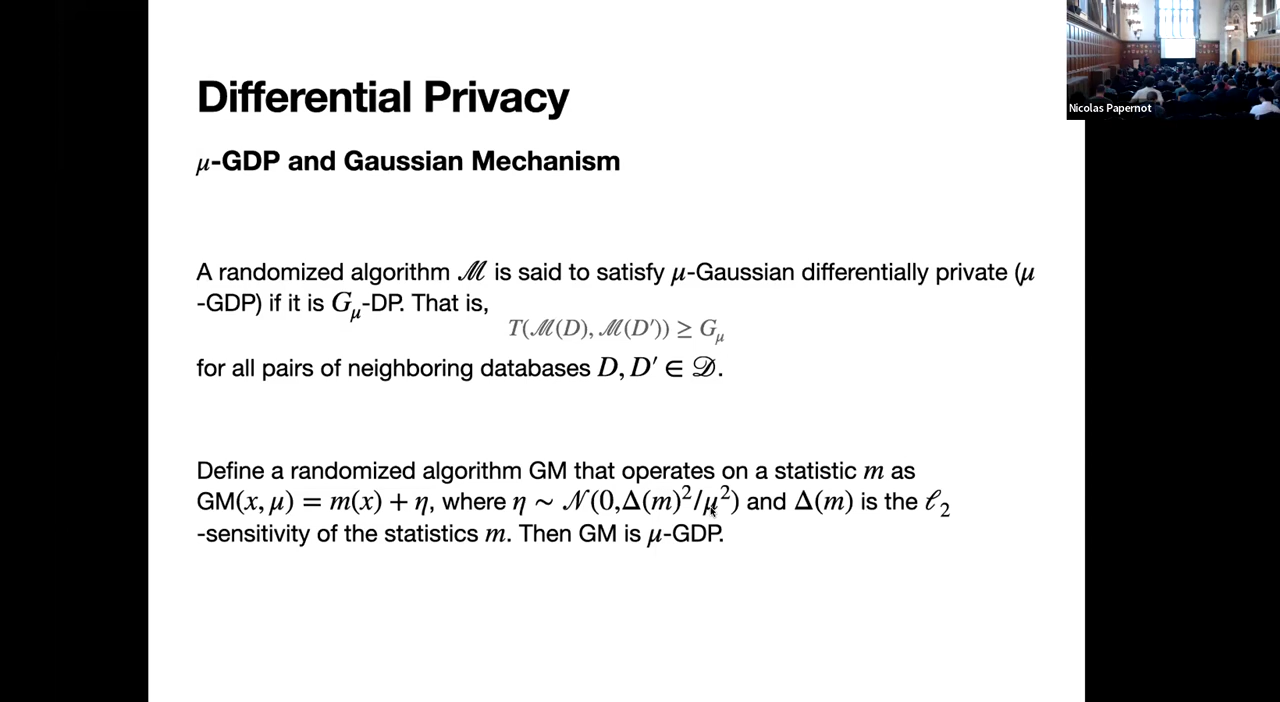 Differential Privacy
μ-GDP and Gaussian Mechanism
A randomized algorithm ℳ is said to satisfy μ-Gaussian differentially private (μ
-GDP) if it is G_μ-DP. That is,
T(ℳ(D), ℳ(D′)) ≥ G_μ
for all pairs of neighboring databases D, D′ ∈ 𝒟.
Define a randomized algorithm GM that operates on a statistic m as
GM(x, μ) = m(x) + η, where η ∼ 𝒩(0,Δ(m)²/μ²) and Δ(m) is the ℓ₂
-sensitivity of the statistics m. Then GM is μ-GDP.
Nicolas Papernot